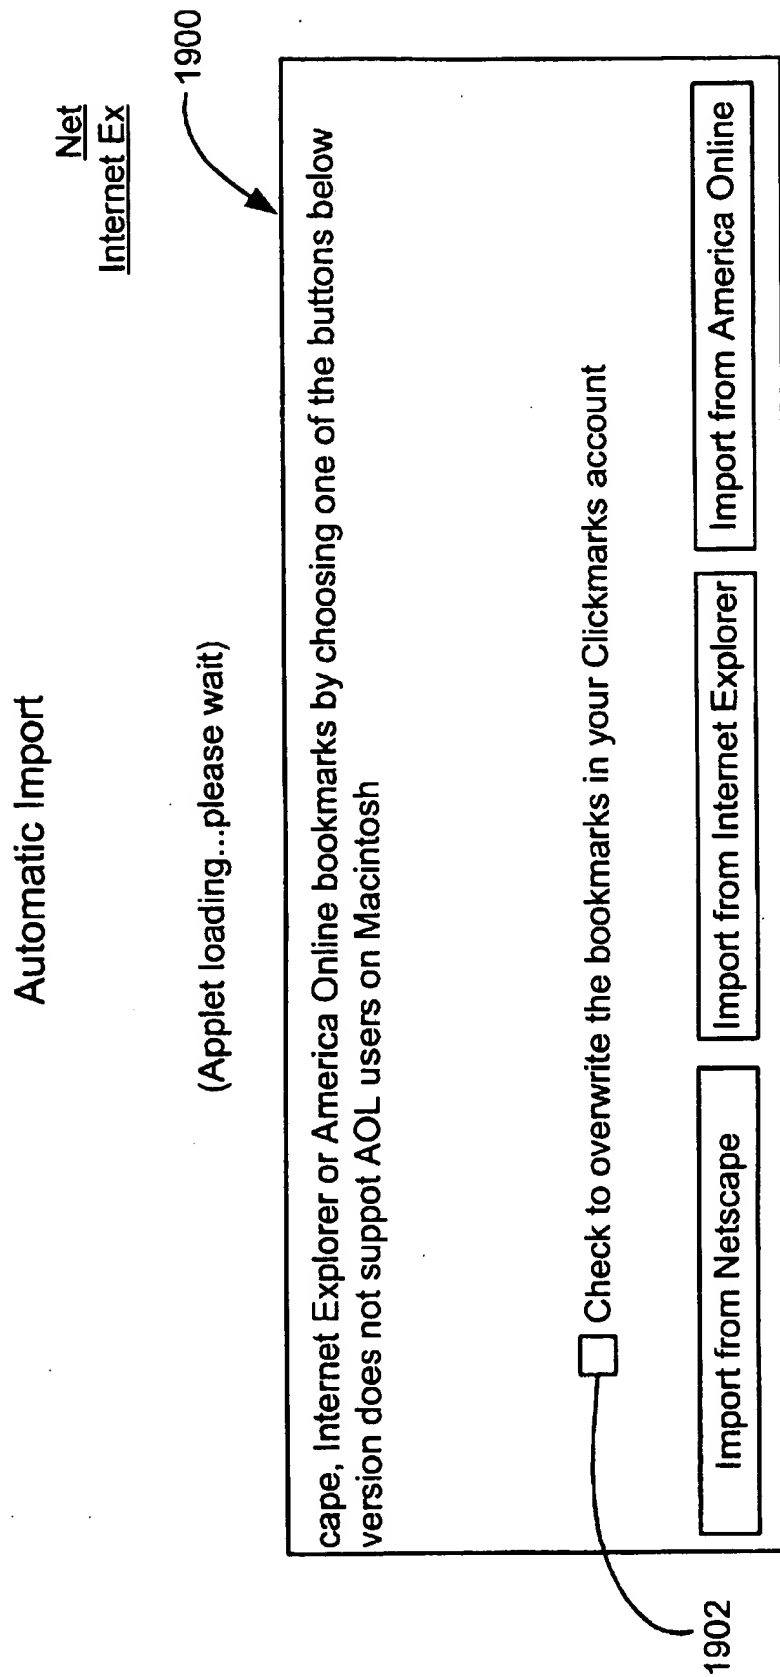 Automatic Import
Net
Internet Ex
(Applet loading...please wait)
1900
cape, Internet Explorer or America Online bookmarks by choosing one of the buttons below
version does not suppot AOL users on Macintosh
Check to overwrite the bookmarks in your Clickmarks account
1902
Import from Netscape
Import from Internet Explorer
Import from America Online